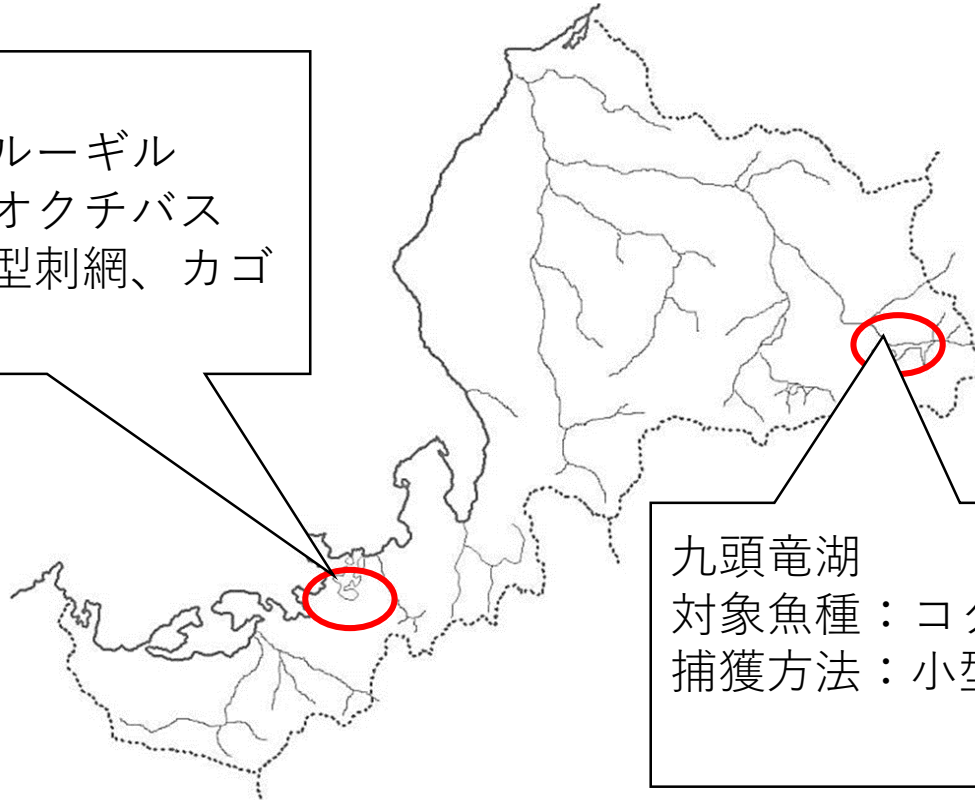 ルーギル
オクチバス
型刺網、カゴ
九頭竜湖
対象魚種：コク
捕獲方法：小型